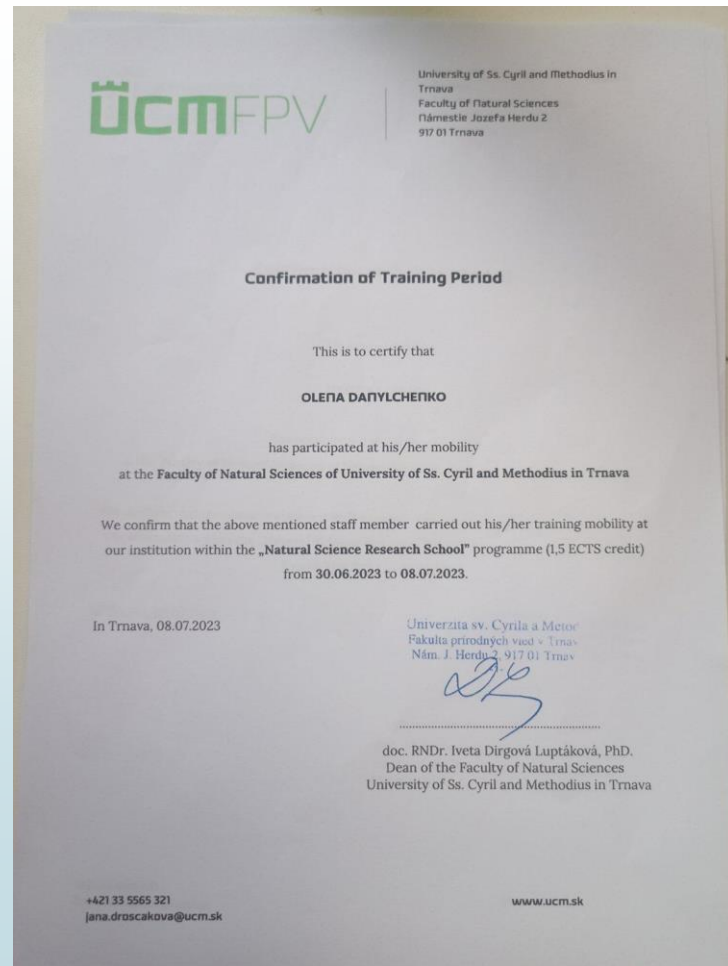 ÜCMFPV
University of Ss. Cyril and Methodius in
Trnava
Faculty of Natural Sciences
Námestie Jozefa Herdu 2
917 01 Trnava
Confirmation of Training Period
This is to certify that
OLENA DANYLCHENKO
has participated at his/her mobility
at the Faculty of Natural Sciences of University of Ss. Cyril and Methodius in Trnava
We confirm that the above mentioned staff member carried out his/her training mobility at
our institution within the „Natural Science Research School" programme (1,5 ECTS credit)
from 30.06.2023 to 08.07.2023.
In Trnava, 08.07.2023
Univerzita sv. Cyrila a Metod
Fakulta prírodných vied v Trnav
Nám. J. Herdu 2, 917 01 Trnav
doc. RNDr. Iveta Dirgová Luptáková, PhD.
Dean of the Faculty of Natural Sciences
University of Ss. Cyril and Methodius in Trnava
+421 33 5565 321
www.ucm.sk
jana.droscakova@ucm.sk